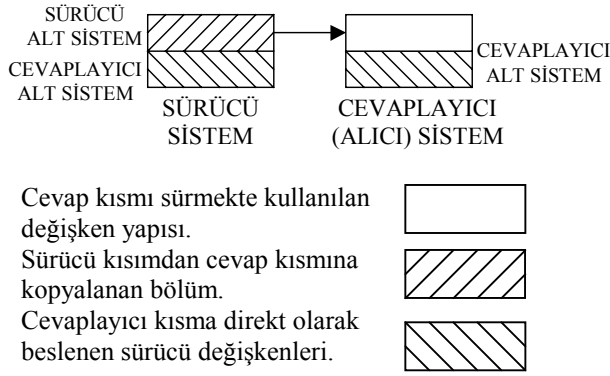 SÜRÜCÜ
ALT SİSTEM
CEVAPLAYICI
ALT SİSTEM
CEVAPLAYICI
ALT SİSTEM
SÜRÜCÜ
SİSTEM
CEVAPLAYICI
(ALICI) SİSTEM
Cevap kısmı sürmekte kullanılan
değişken yapısı.
Sürücü kısımdan cevap kısmına
kopyalanan bölüm.
Cevaplayıcı kısma direkt olarak
beslenen sürücü değişkenleri.